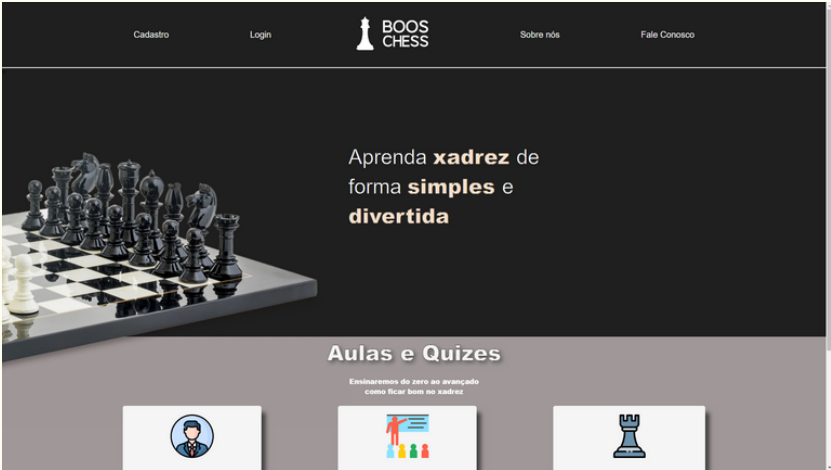 Cadastro
Login
BOOS
CHESS
Sobre nós
Fale Conosco
Aprenda xadrez de
forma simples e
divertida
Aulas e Quizes
Ensinaremos do zero ao avançado
como ficar bom no xadrez